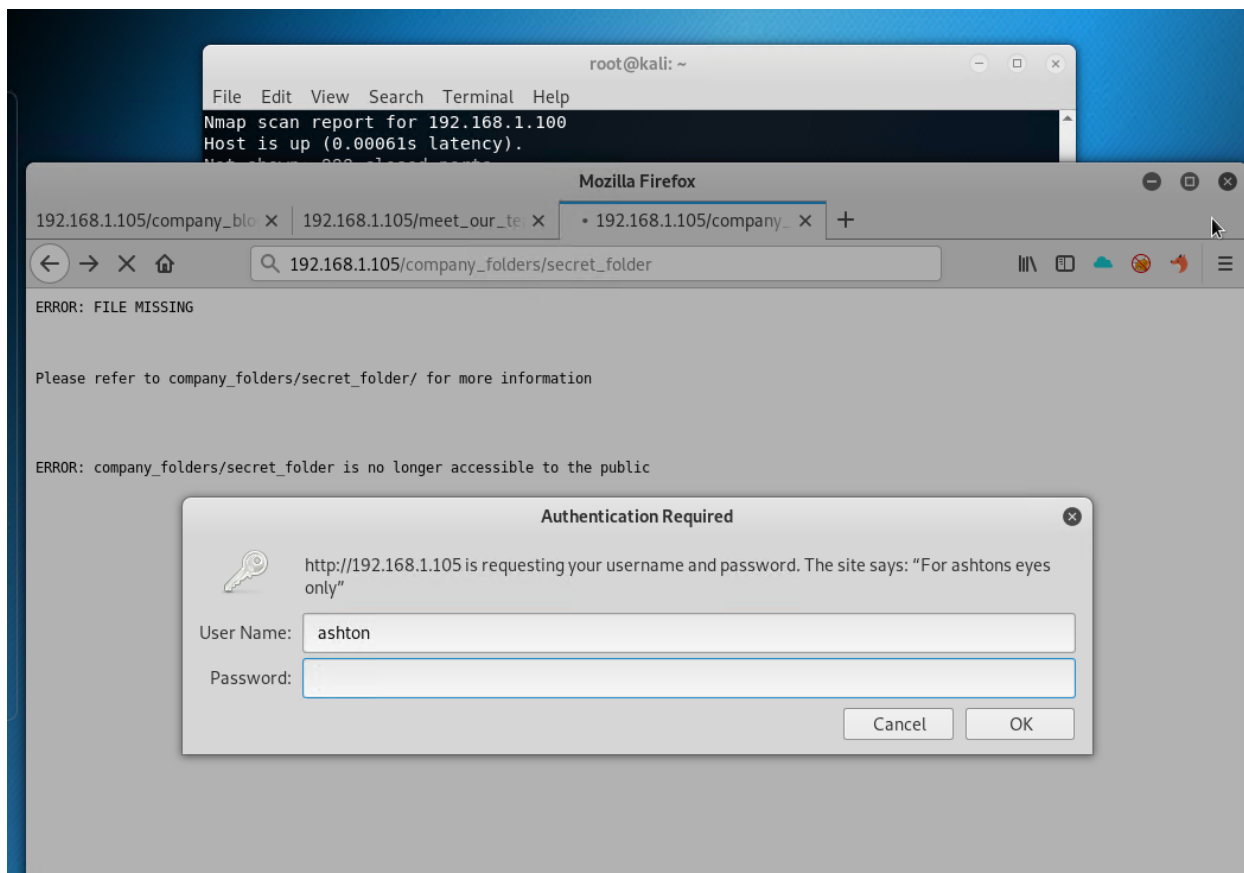 root@kali: ~
File Edit View Search Terminal Help
Nmap scan report for 192.168.1.100
Host is up (0.00061s latency).
Mozilla Firefox
192.168.1.105/company_blo 192.168.1.105/meet_our_te 192.168.1.105/company_
192.168.1.105/company_folders/secret_folder
ERROR: FILE MISSING
Please refer to company_folders/secret_folder/ for more information
ERROR: company_folders/secret_folder is no longer accessible to the public
Authentication Required
http://192.168.1.105 is requesting your username and password. The site says: “For ashtons eyes
only”
User Name: ashton
Password:
Cancel OK